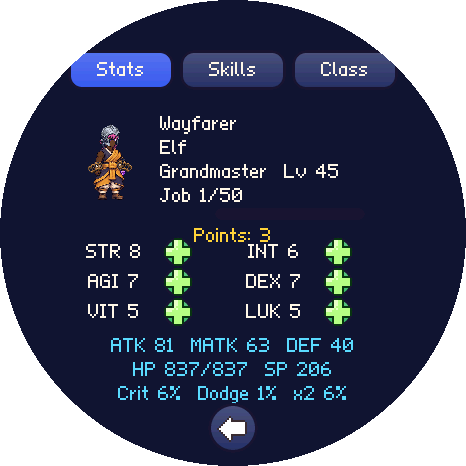 Stats Skills Class
Wayfarer
Elf
Grandmaster Lv 45
Job 1/50
Points: 3
STR 8 INT 6
AGI 7 DEX 7
VIT 5 LUK 5
ATK 81 MATK 63 DEF 40
HP 837/837 SP 206
Crit 6% Dodge 1% x2 6%